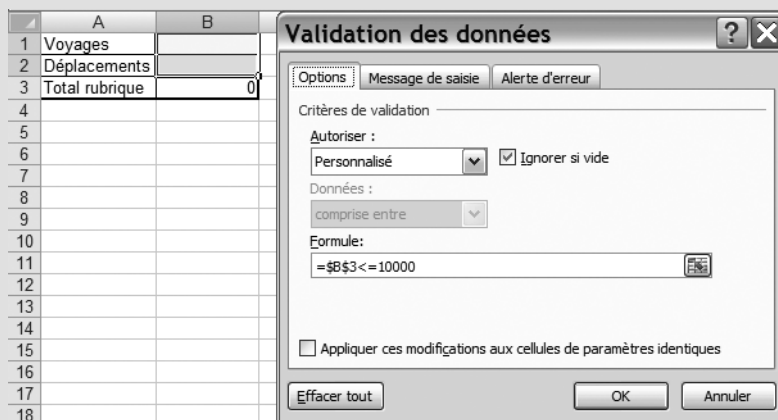 A B
1 Voyages
2 Déplacements
3 Total rubrique 0
4
5
6
7
8
9
10
11
12
13
14
15
16
17
18
Validation des données ? X
Options Message de saisie Alerte d'erreur
Critères de validation
Autoriser :
Personnalisé Ignorer si vide
Données :
comprise entre
Formule:
=$B$3<=10000
Appliquer ces modifications aux cellules de paramètres identiques
Effacer tout OK Annuler